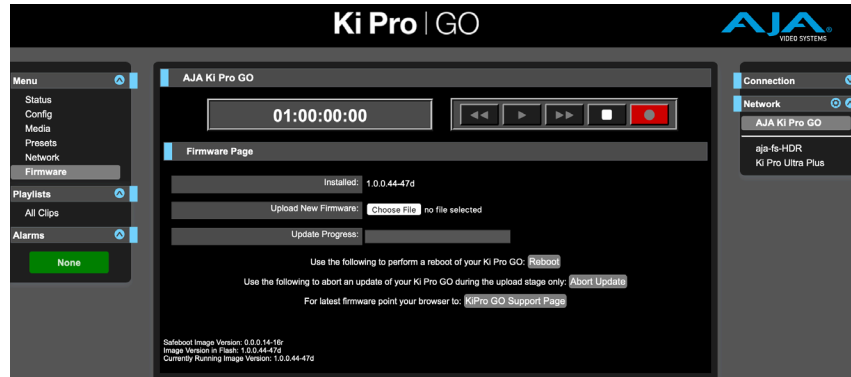 Ki Pro | GO
AJA
VIDEO SYSTEMS
Menu
Status
Config
Media
Presets
Network
Firmware
Playlists
All Clips
Alarms
None
AJA Ki Pro GO
01:00:00:00
Firmware Page
Installed: 1.0.0.44-47d
Upload New Firmware: Choose File no file selected
Update Progress:
Use the following to perform a reboot of your Ki Pro GO: Reboot
Use the following to abort an update of your Ki Pro GO during the upload stage only: Abort Update
For latest firmware point your browser to: KiPro GO Support Page
Safeboot Image Version: 0.0.0.14-16r
Image Version in Flash: 1.0.0.44-47d
Currently Running Image Version: 1.0.0.44-47d
Connection
Network
AJA Ki Pro GO
aja-fs-HDR
Ki Pro Ultra Plus